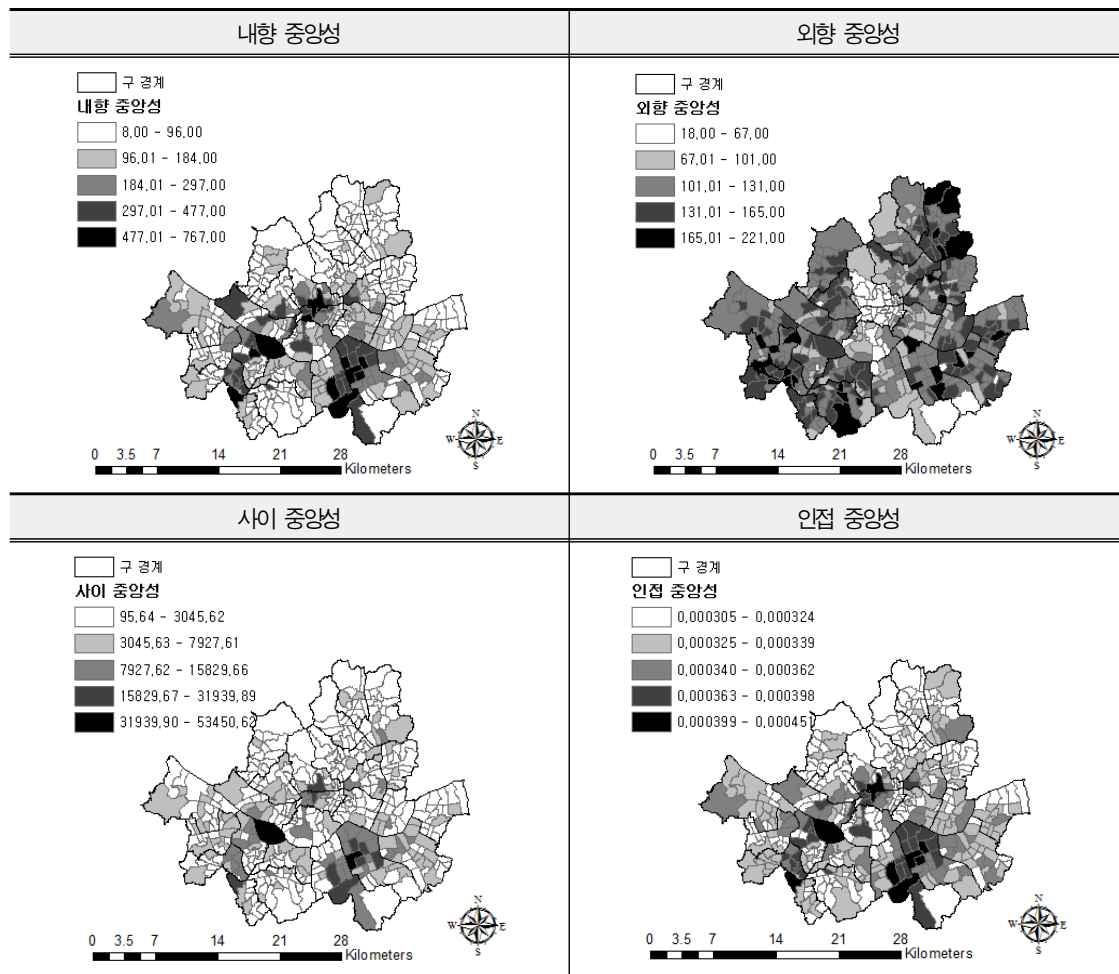 내향 중앙성
외향 중앙성
구 경계
내향 중앙성
8,00 - 96,00
96,01 - 184,00
184,01 - 297,00
297,01 - 477,00
477,01 - 767,00
N
W
E
S
0 3.5 7 14 21 28
Kilometers
구 경계
외향 중앙성
18,00 - 67,00
67,01 - 101,00
101,01 - 131,00
131,01 - 165,00
165,01 - 221,00
N
W
E
S
0 3.5 7 14 21 28
Kilometers
사이 중앙성
인접 중앙성
구 경계
사이 중앙성
95,64 - 3045,62
3045,63 - 7927,61
7927,62 - 15829,66
15829,67 - 31939,89
31939,90 - 53450,62
N
W
E
S
0 3.5 7 14 21 28
Kilometers
구 경계
인접 중앙성
0,000305 - 0,000324
0,000325 - 0,000339
0,000340 - 0,000362
0,000363 - 0,000398
0,000399 - 0,000451
N
W
E
S
0 3.5 7 14 21 28
Kilometers